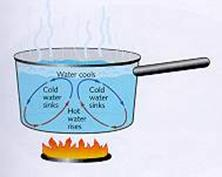 Water cools
Cold
water
sinks
Cold
water
sinks
Hot
water
rises